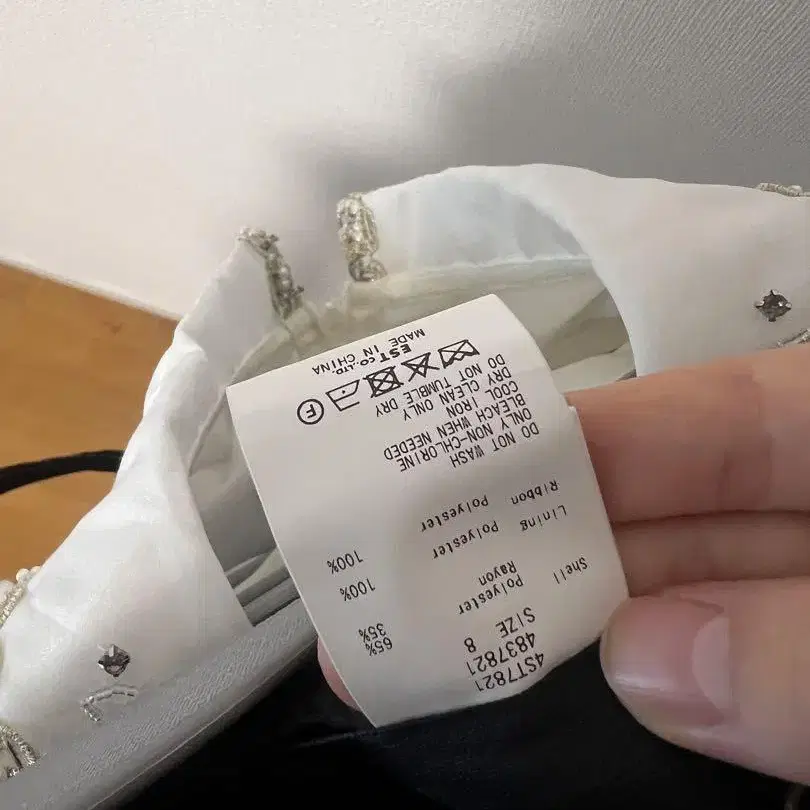 4ST7821
4837821
SIZE 8
Shell Polyester 65%
Rayon 35%
Lining Polyester 100%
Ribbon Polyester 100%
DO NOT WASH
ONLY NON-CHLORINE
BLEACH WHEN NEEDED
COOL IRON
DRY CLEAN ONLY
DO NOT TUMBLE DRY
F
EST CO.,LTD.
MADE IN CHINA